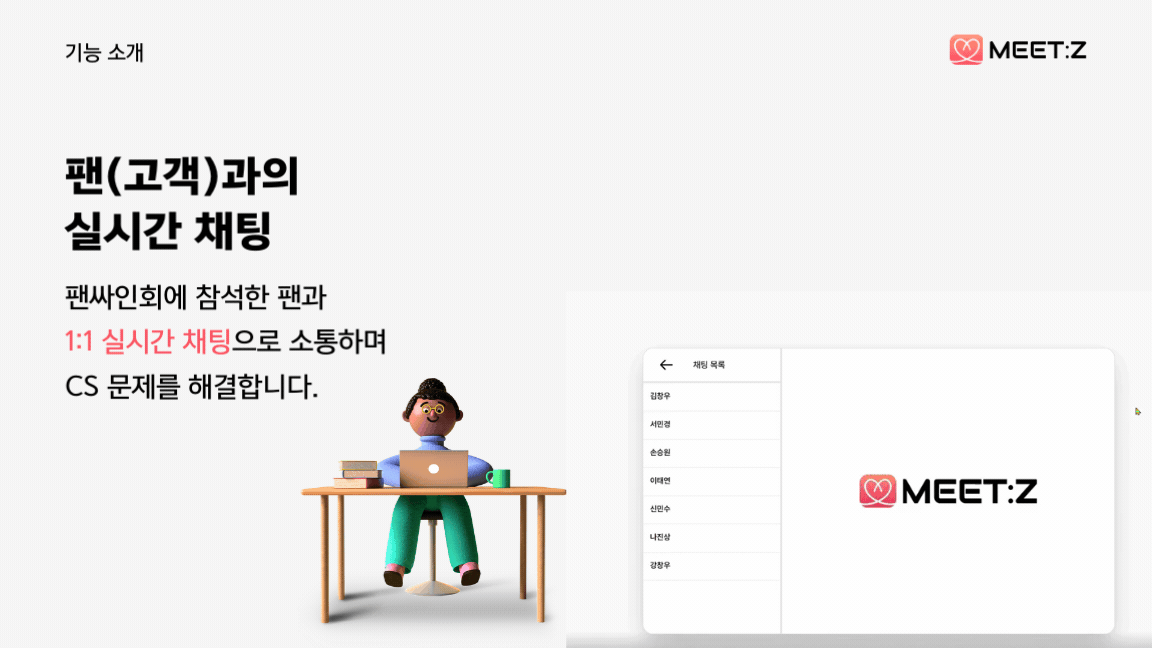 기능 소개
MEET:Z
팬(고객)과의
실시간 채팅
팬싸인회에 참석한 팬과
1:1 실시간 채팅으로 소통하며
CS 문제를 해결합니다.
채팅 목록
김창우
서민경
손승원
이태연
신민수
나진상
강창우
MEET:Z